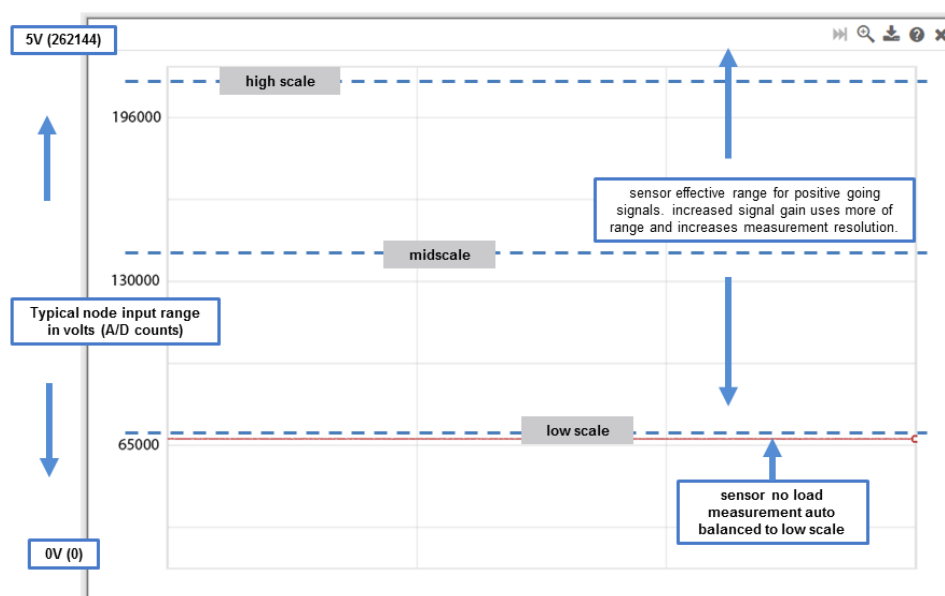 5V (262144)
high scale
196000
sensor effective range for positive going
signals. increased signal gain uses more of
range and increases measurement resolution.
midscale
130000
Typical node input range
in volts (A/D counts)
low scale
65000
sensor no load
measurement auto
balanced to low scale
0V (0)